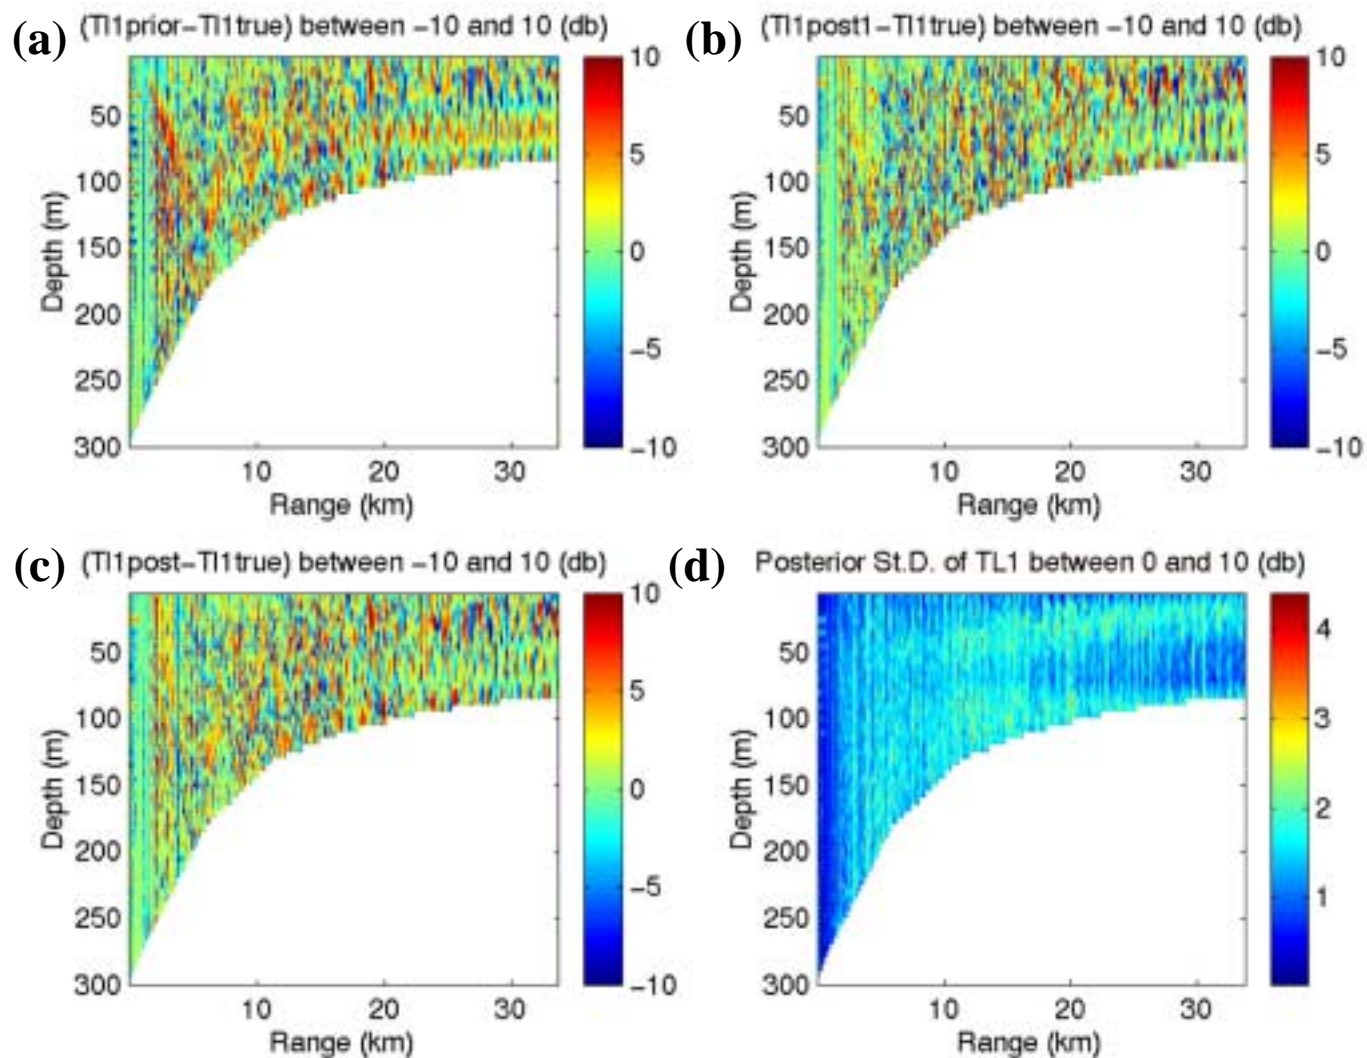 (a) (Tl1prior−Tl1true) between −10 and 10 (db)
10
5
0
−5
−10
50
100
150
200
250
300
Depth (m)
10 20 30
Range (km)
(b) (Tl1post1−Tl1true) between −10 and 10 (db)
10
5
0
−5
−10
50
100
150
200
250
300
Depth (m)
10 20 30
Range (km)
(c) (Tl1post−Tl1true) between −10 and 10 (db)
10
5
0
−5
−10
50
100
150
200
250
300
Depth (m)
10 20 30
Range (km)
(d) Posterior St.D. of TL1 between 0 and 10 (db)
4
3
2
1
50
100
150
200
250
300
Depth (m)
10 20 30
Range (km)